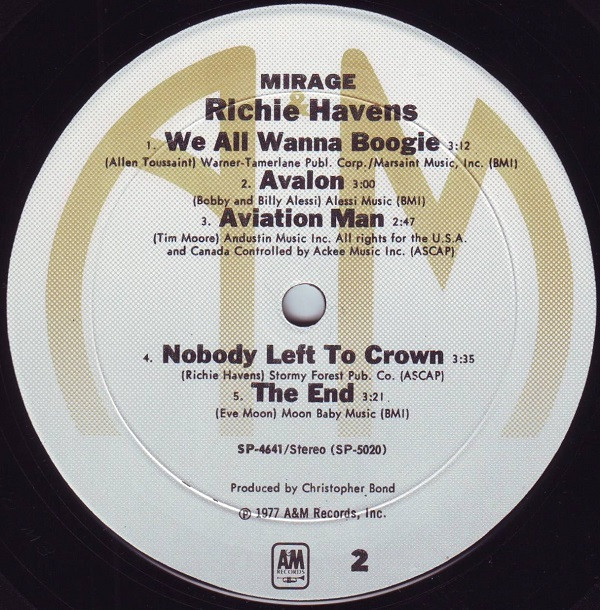 MIRAGE
Richie Havens
1. We All Wanna Boogie 3:12
(Allen Toussaint) Warner-Tamerlane Publ. Corp./Marsaint Music, Inc. (BMI)
2. Avalon 3:00
(Bobby and Billy Alessi) Alessi Music (BMI)
3. Aviation Man 2:47
(Tim Moore) Andustin Music Inc. All rights for the U.S.A.
and Canada Controlled by Ackee Music Inc. (ASCAP)
4. Nobody Left To Crown 3:35
(Richie Havens) Stormy Forest Pub. Co. (ASCAP)
5. The End 3:21
(Eve Moon) Moon Baby Music (BMI)
SP-4641/Stereo (SP-5020)
Produced by Christopher Bond
℗ 1977 A&M Records, Inc.
A&M
RECORDS
2